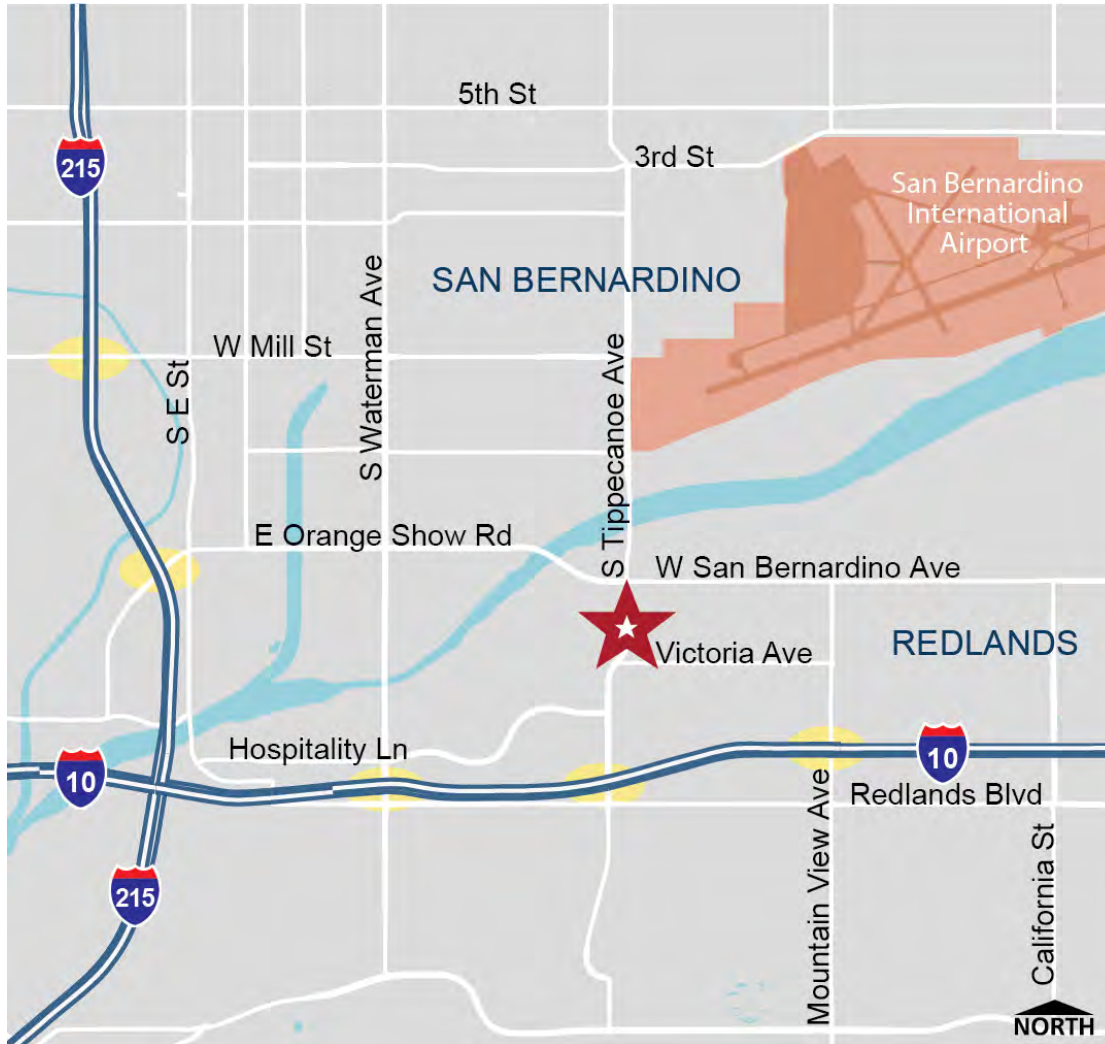 5th St
215
3rd St
San Bernardino
International
Airport
SAN BERNARDINO
S Waterman Ave
W Mill St
S E St
S Tippecanoe Ave
E Orange Show Rd
W San Bernardino Ave
REDLANDS
Victoria Ave
Hospitality Ln
10
10
Redlands Blvd
Mountain View Ave
California St
215
NORTH